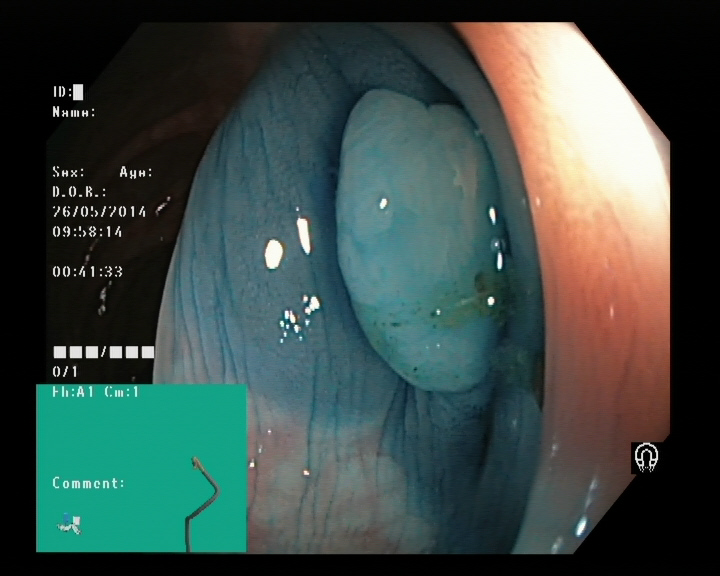 ID:
Name:
Sex: Age:
D.O.B.:
26/05/2014
09:58:14
00:41:33
■■■/■■■
0/1
Eh:A1 Cm:1
Comment: